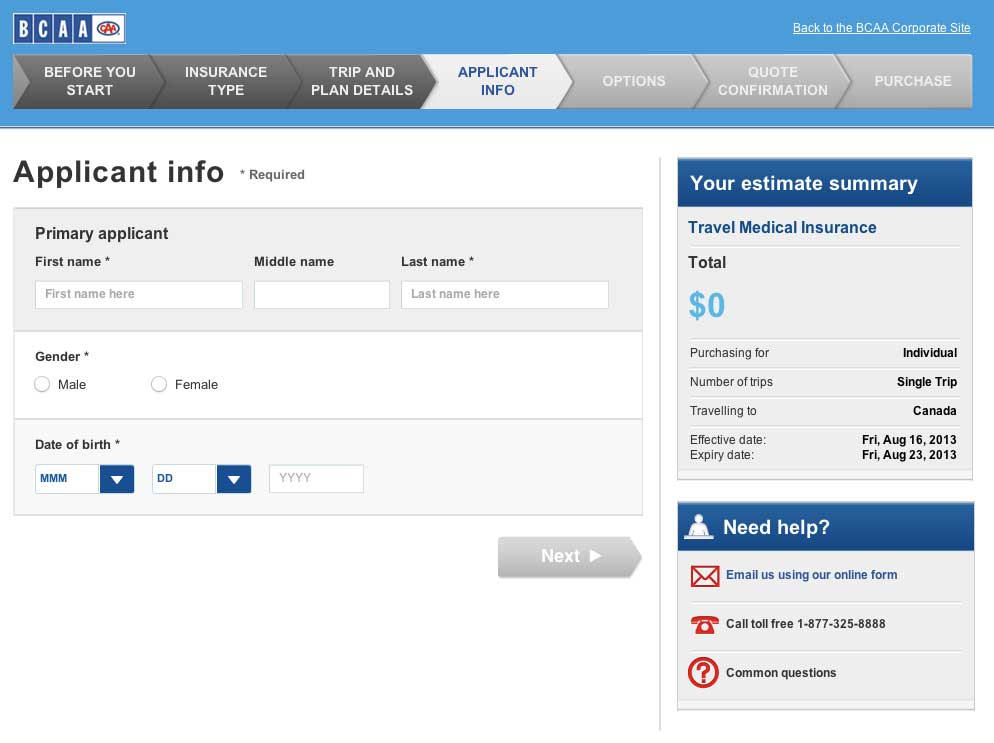 BCAA CAA
Back to the BCAA Corporate Site
BEFORE YOU
START
INSURANCE
TYPE
TRIP AND
PLAN DETAILS
APPLICANT
INFO
OPTIONS
QUOTE
CONFIRMATION
PURCHASE
Applicant info * Required
Primary applicant
First name * Middle name Last name *
First name here Last name here
Gender *
Male Female
Date of birth *
MMM DD YYYY
Next
Your estimate summary
Travel Medical Insurance
Total
$0
Purchasing for Individual
Number of trips Single Trip
Travelling to Canada
Effective date: Fri, Aug 16, 2013
Expiry date: Fri, Aug 23, 2013
Need help?
Email us using our online form
Call toll free 1-877-325-8888
? Common questions